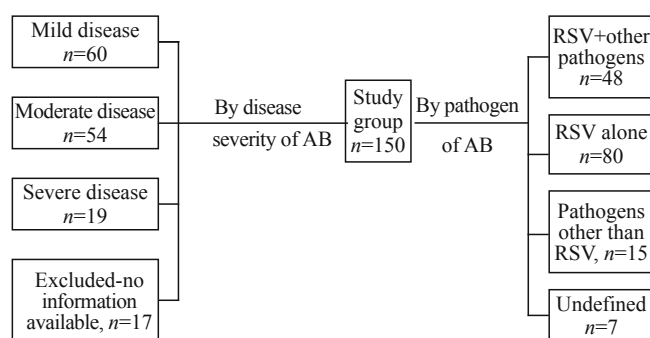 Mild disease
n=60
Moderate disease
n=54
Severe disease
n=19
Excluded-no
information
available, n=17
By disease
severity of AB
Study
group
n=150
By pathogen
of AB
RSV+other
pathogens
n=48
RSV alone
n=80
Pathogens
other than
RSV, n=15
Undefined
n=7